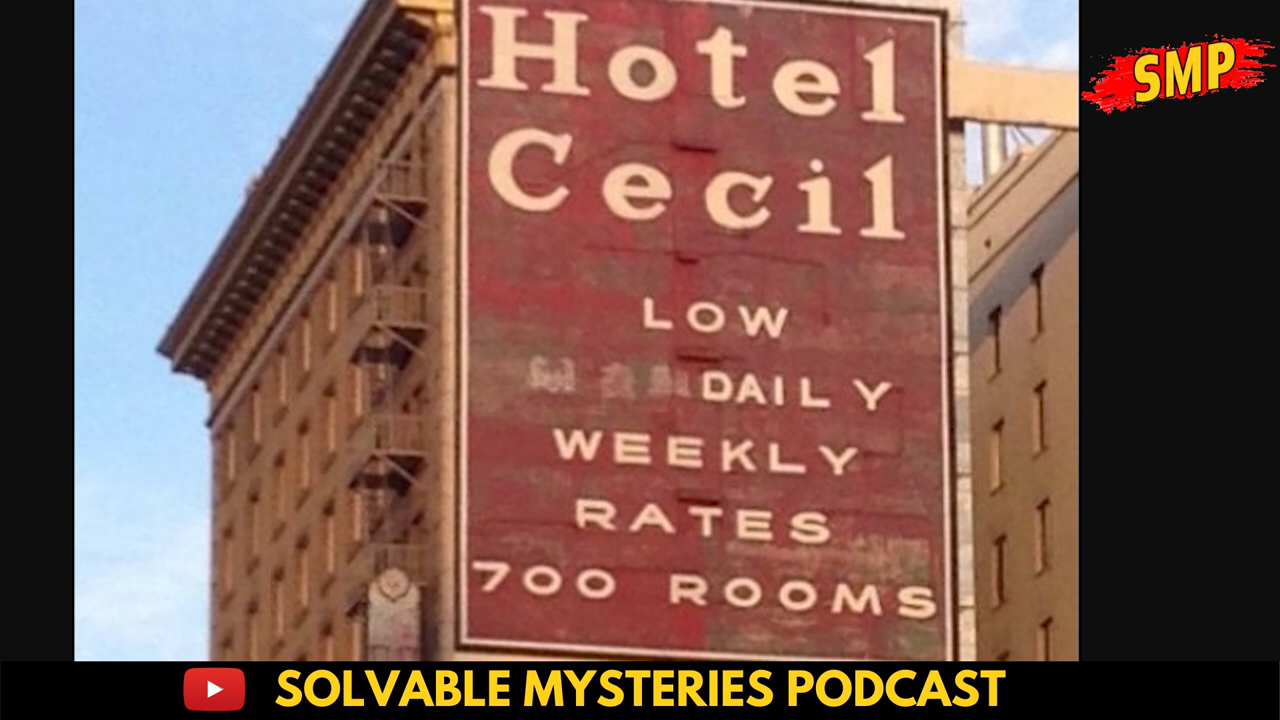 Hotel
Cecil
LOW
DAILY
WEEKLY
RATES
700 ROOMS
SMP
SOLVABLE MYSTERIES PODCAST